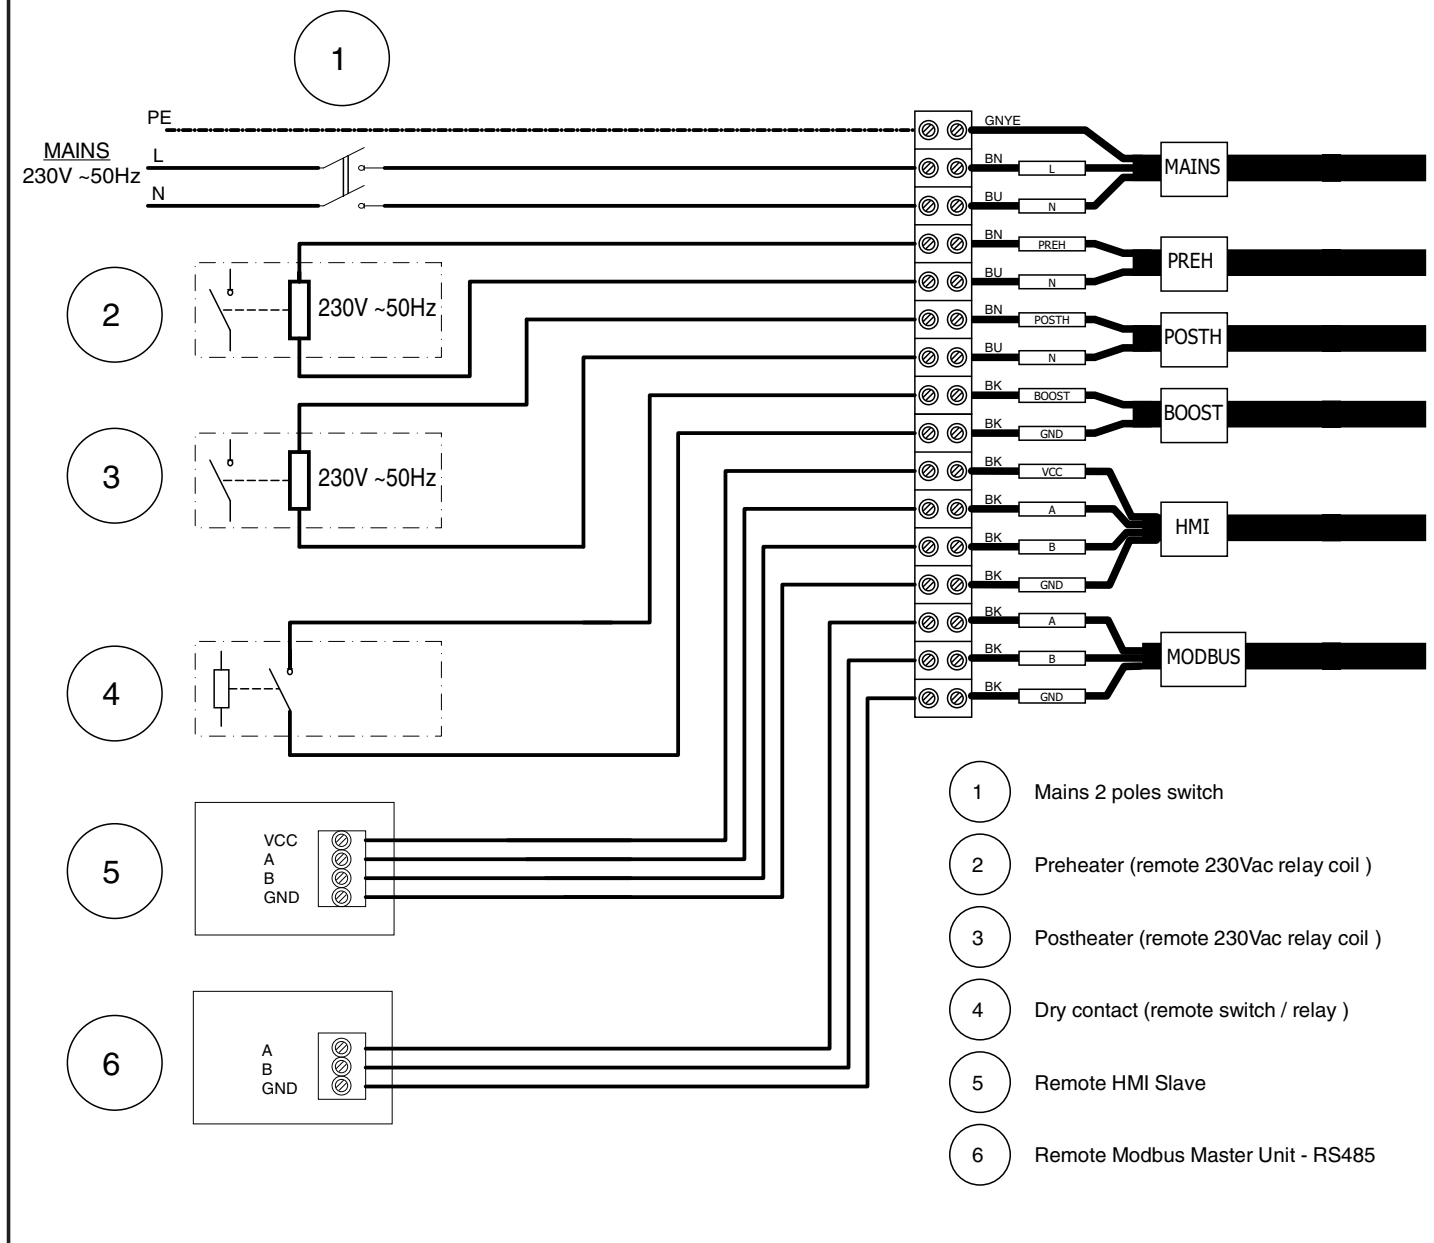 1
PE
MAINS
230V ~50Hz
L
N
GNYE
BN
L
BU
N
MAINS
BN
PREH
BU
N
PREH
2
230V ~50Hz
BN
POSTH
BU
N
POSTH
BK
BOOST
BK
GND
BOOST
3
230V ~50Hz
BK
VCC
BK
A
BK
B
BK
GND
HMI
BK
A
BK
B
BK
GND
MODBUS
4
5
VCC
A
B
GND
6
A
B
GND
1 Mains 2 poles switch
2 Preheater (remote 230Vac relay coil )
3 Postheater (remote 230Vac relay coil )
4 Dry contact (remote switch / relay )
5 Remote HMI Slave
6 Remote Modbus Master Unit - RS485